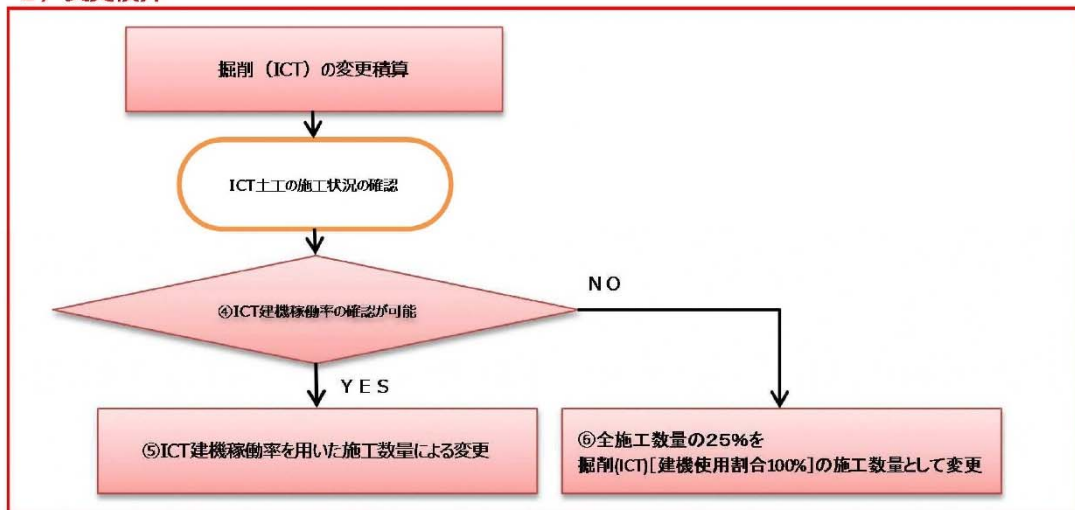 掘削（ICT）の変更積算
ICT土工の施工状況の確認
④ICT建機稼働率の確認が可能
NO
YES
⑤ICT建機稼働率を用いた施工数量による変更
⑥全施工数量の25%を
掘削(ICT)[建機使用割合100%]の施工数量として変更